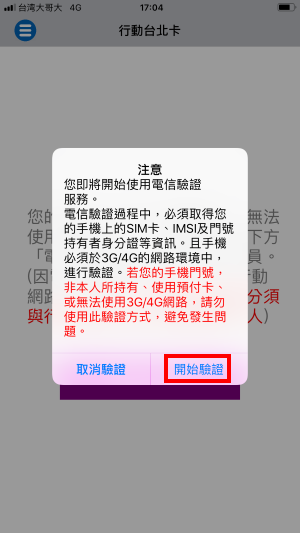 台湾大哥大 4G 17:04
行動台北卡
注意
您即將開始使用電信驗證
服務。
電信驗證過程中，必須取得您
的手機上的SIM卡、IMSI及門號
持有者身分證等資訊。且手機
必須於3G/4G的網路環境中，
進行驗證。若您的手機門號，
非本人所持有、使用預付卡、
或無法使用3G/4G網路，請勿
使用此驗證方式，避免發生問
題。
您的
無法
使用
下方
「電
員。
(因
行動
網路
分須
與行
人)
取消驗證 開始驗證